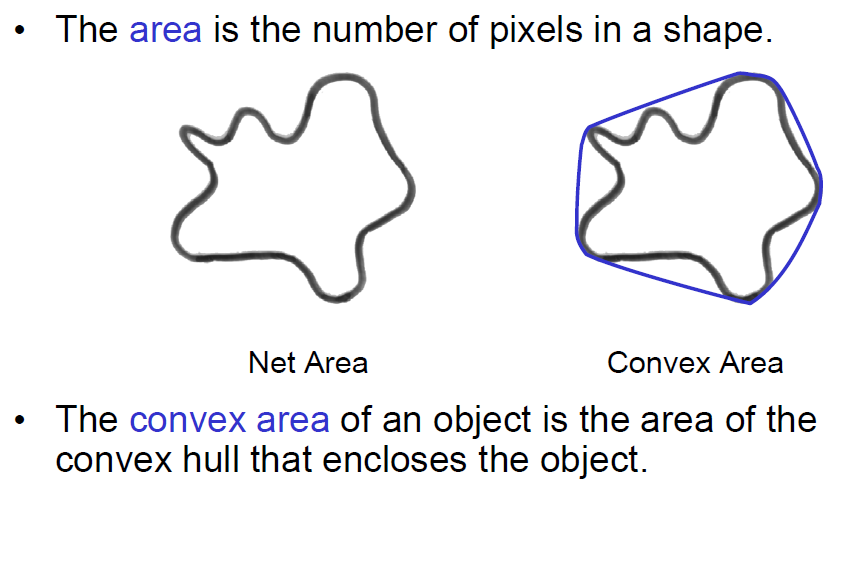 • The area is the number of pixels in a shape.
Net Area
Convex Area
• The convex area of an object is the area of the
convex hull that encloses the object.